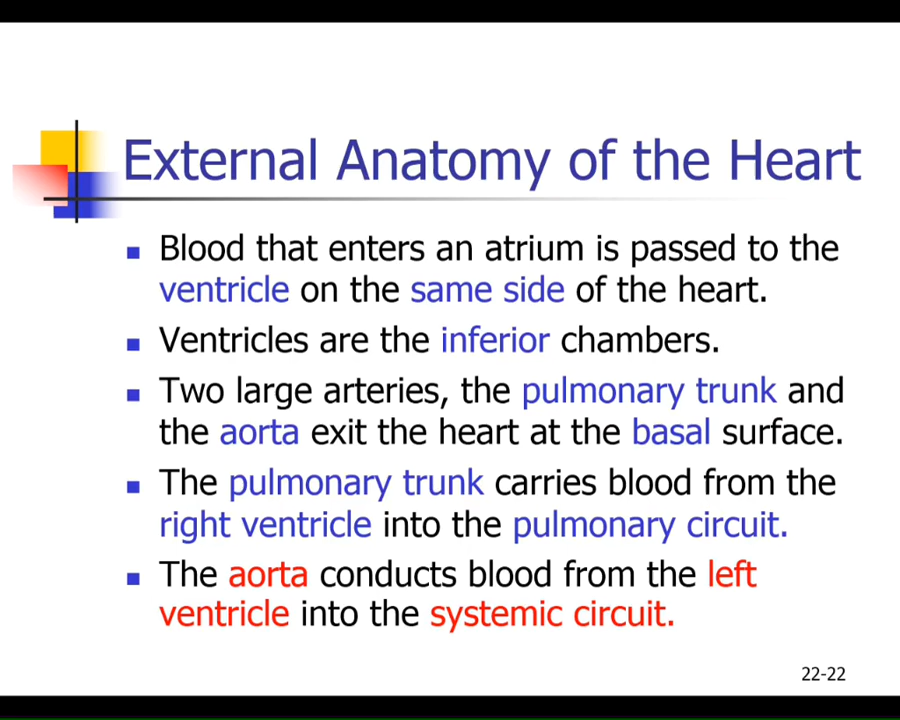 External Anatomy of the Heart
Blood that enters an atrium is passed to the
ventricle on the same side of the heart.
Ventricles are the inferior chambers.
Two large arteries, the pulmonary trunk and
the aorta exit the heart at the basal surface.
The pulmonary trunk carries blood from the
right ventricle into the pulmonary circuit.
The aorta conducts blood from the left
ventricle into the systemic circuit.
22-22